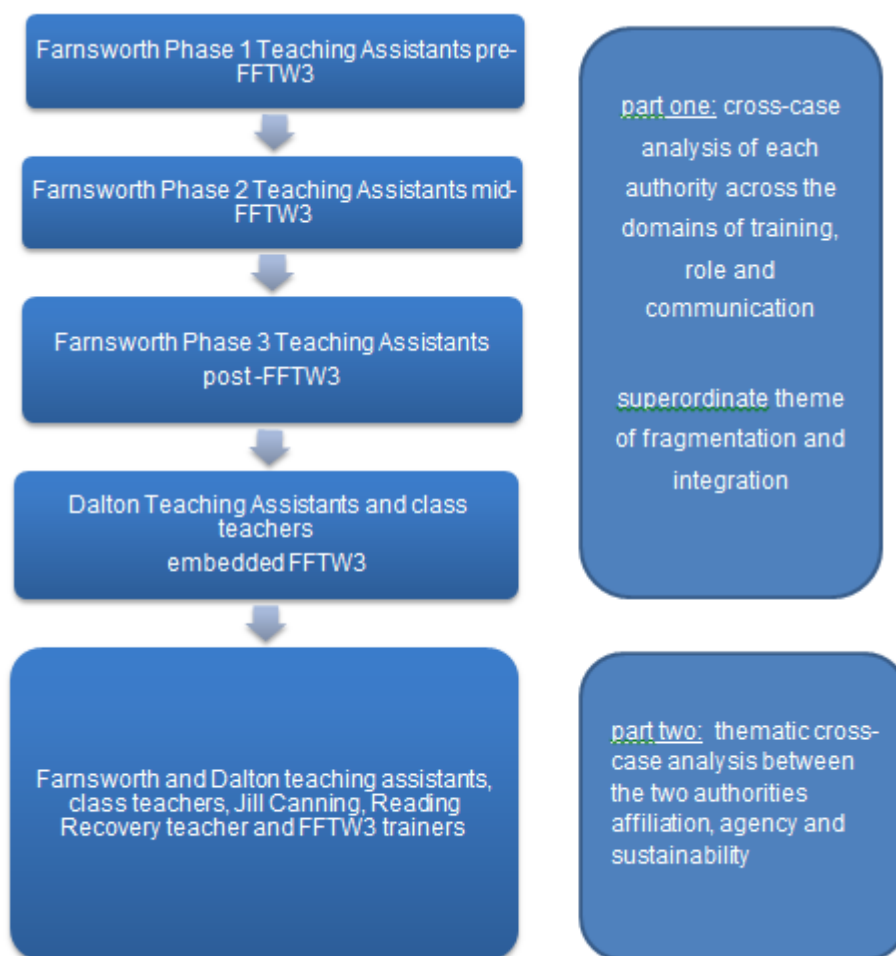 Farnsworth Phase 1 Teaching Assistants pre-
FFTW3
Farnsworth Phase 2 Teaching Assistants mid-
FFTW3
Farnsworth Phase 3 Teaching Assistants
post -FFTW3
Dalton Teaching Assistants and class
teachers
embedded FFTW3
Farnsworth and Dalton teaching assistants,
class teachers, Jill Canning, Reading
Recovery teacher and FFTW3 trainers
part one: cross-case
analysis of each
authority across the
domains of training,
role and
communication
superordinate theme
of fragmentation and
integration
part two: thematic cross-
case analysis between
the two authorities
affiliation, agency and
sustainability